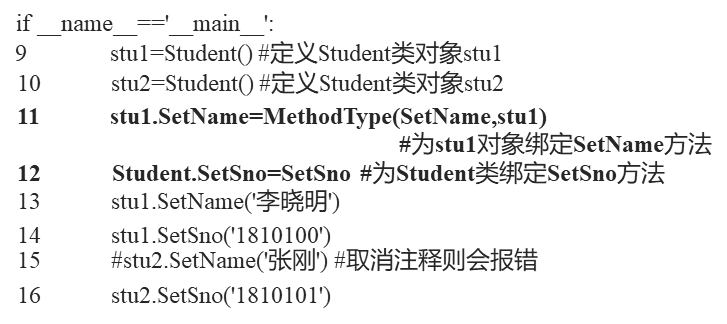 if __name__=='__main__':
9 stu1=Student() #定义Student类对象stu1
10 stu2=Student() #定义Student类对象stu2
11 stu1.SetName=MethodType(SetName,stu1)
#为stu1对象绑定SetName方法
12 Student.SetSno=SetSno #为Student类绑定SetSno方法
13 stu1.SetName('李晓明')
14 stu1.SetSno('1810100')
15 #stu2.SetName('张刚') #取消注释则会报错
16 stu2.SetSno('1810101')